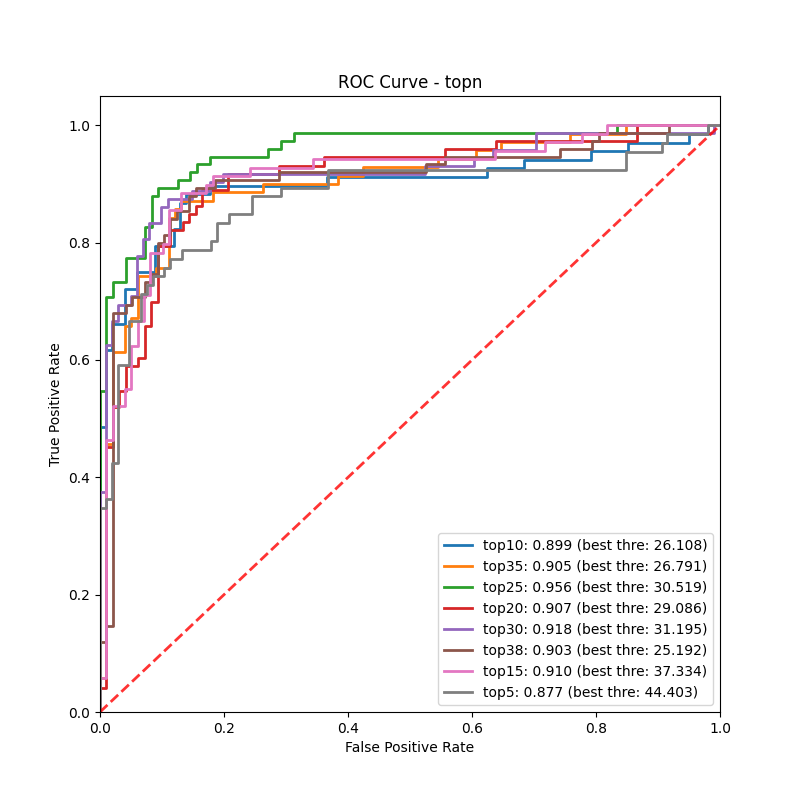 ROC Curve - topn
True Positive Rate
1.0
0.8
0.6
0.4
0.2
0.0
top10: 0.899 (best thre: 26.108)
top35: 0.905 (best thre: 26.791)
top25: 0.956 (best thre: 30.519)
top20: 0.907 (best thre: 29.086)
top30: 0.918 (best thre: 31.195)
top38: 0.903 (best thre: 25.192)
top15: 0.910 (best thre: 37.334)
top5: 0.877 (best thre: 44.403)
0.0 0.2 0.4 0.6 0.8 1.0
False Positive Rate